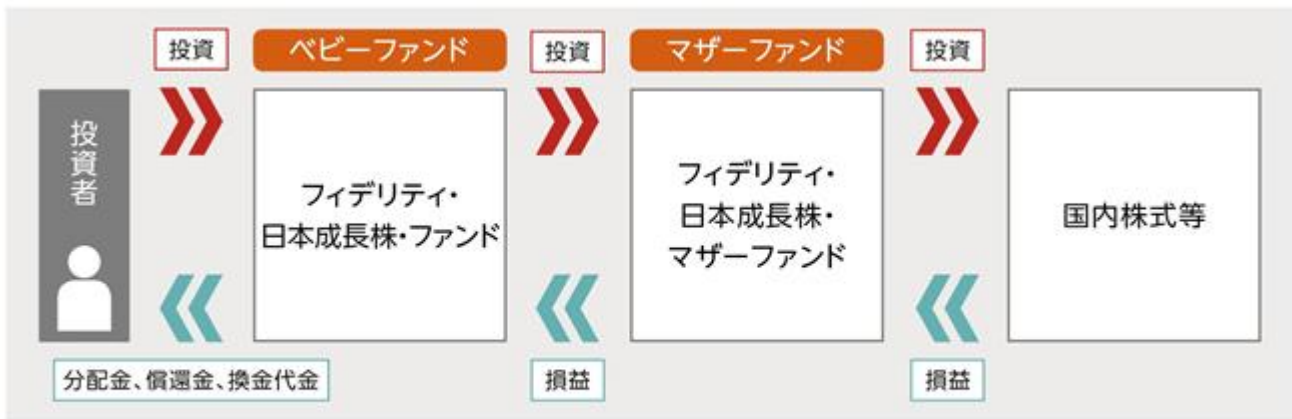 投資
ベビーファンド
投資
マザーファンド
投資
投資者
フィデリティ・
日本成長株・ファンド
フィデリティ・
日本成長株・
マザーファンド
国内株式等
分配金、償還金、換金代金
損益
損益